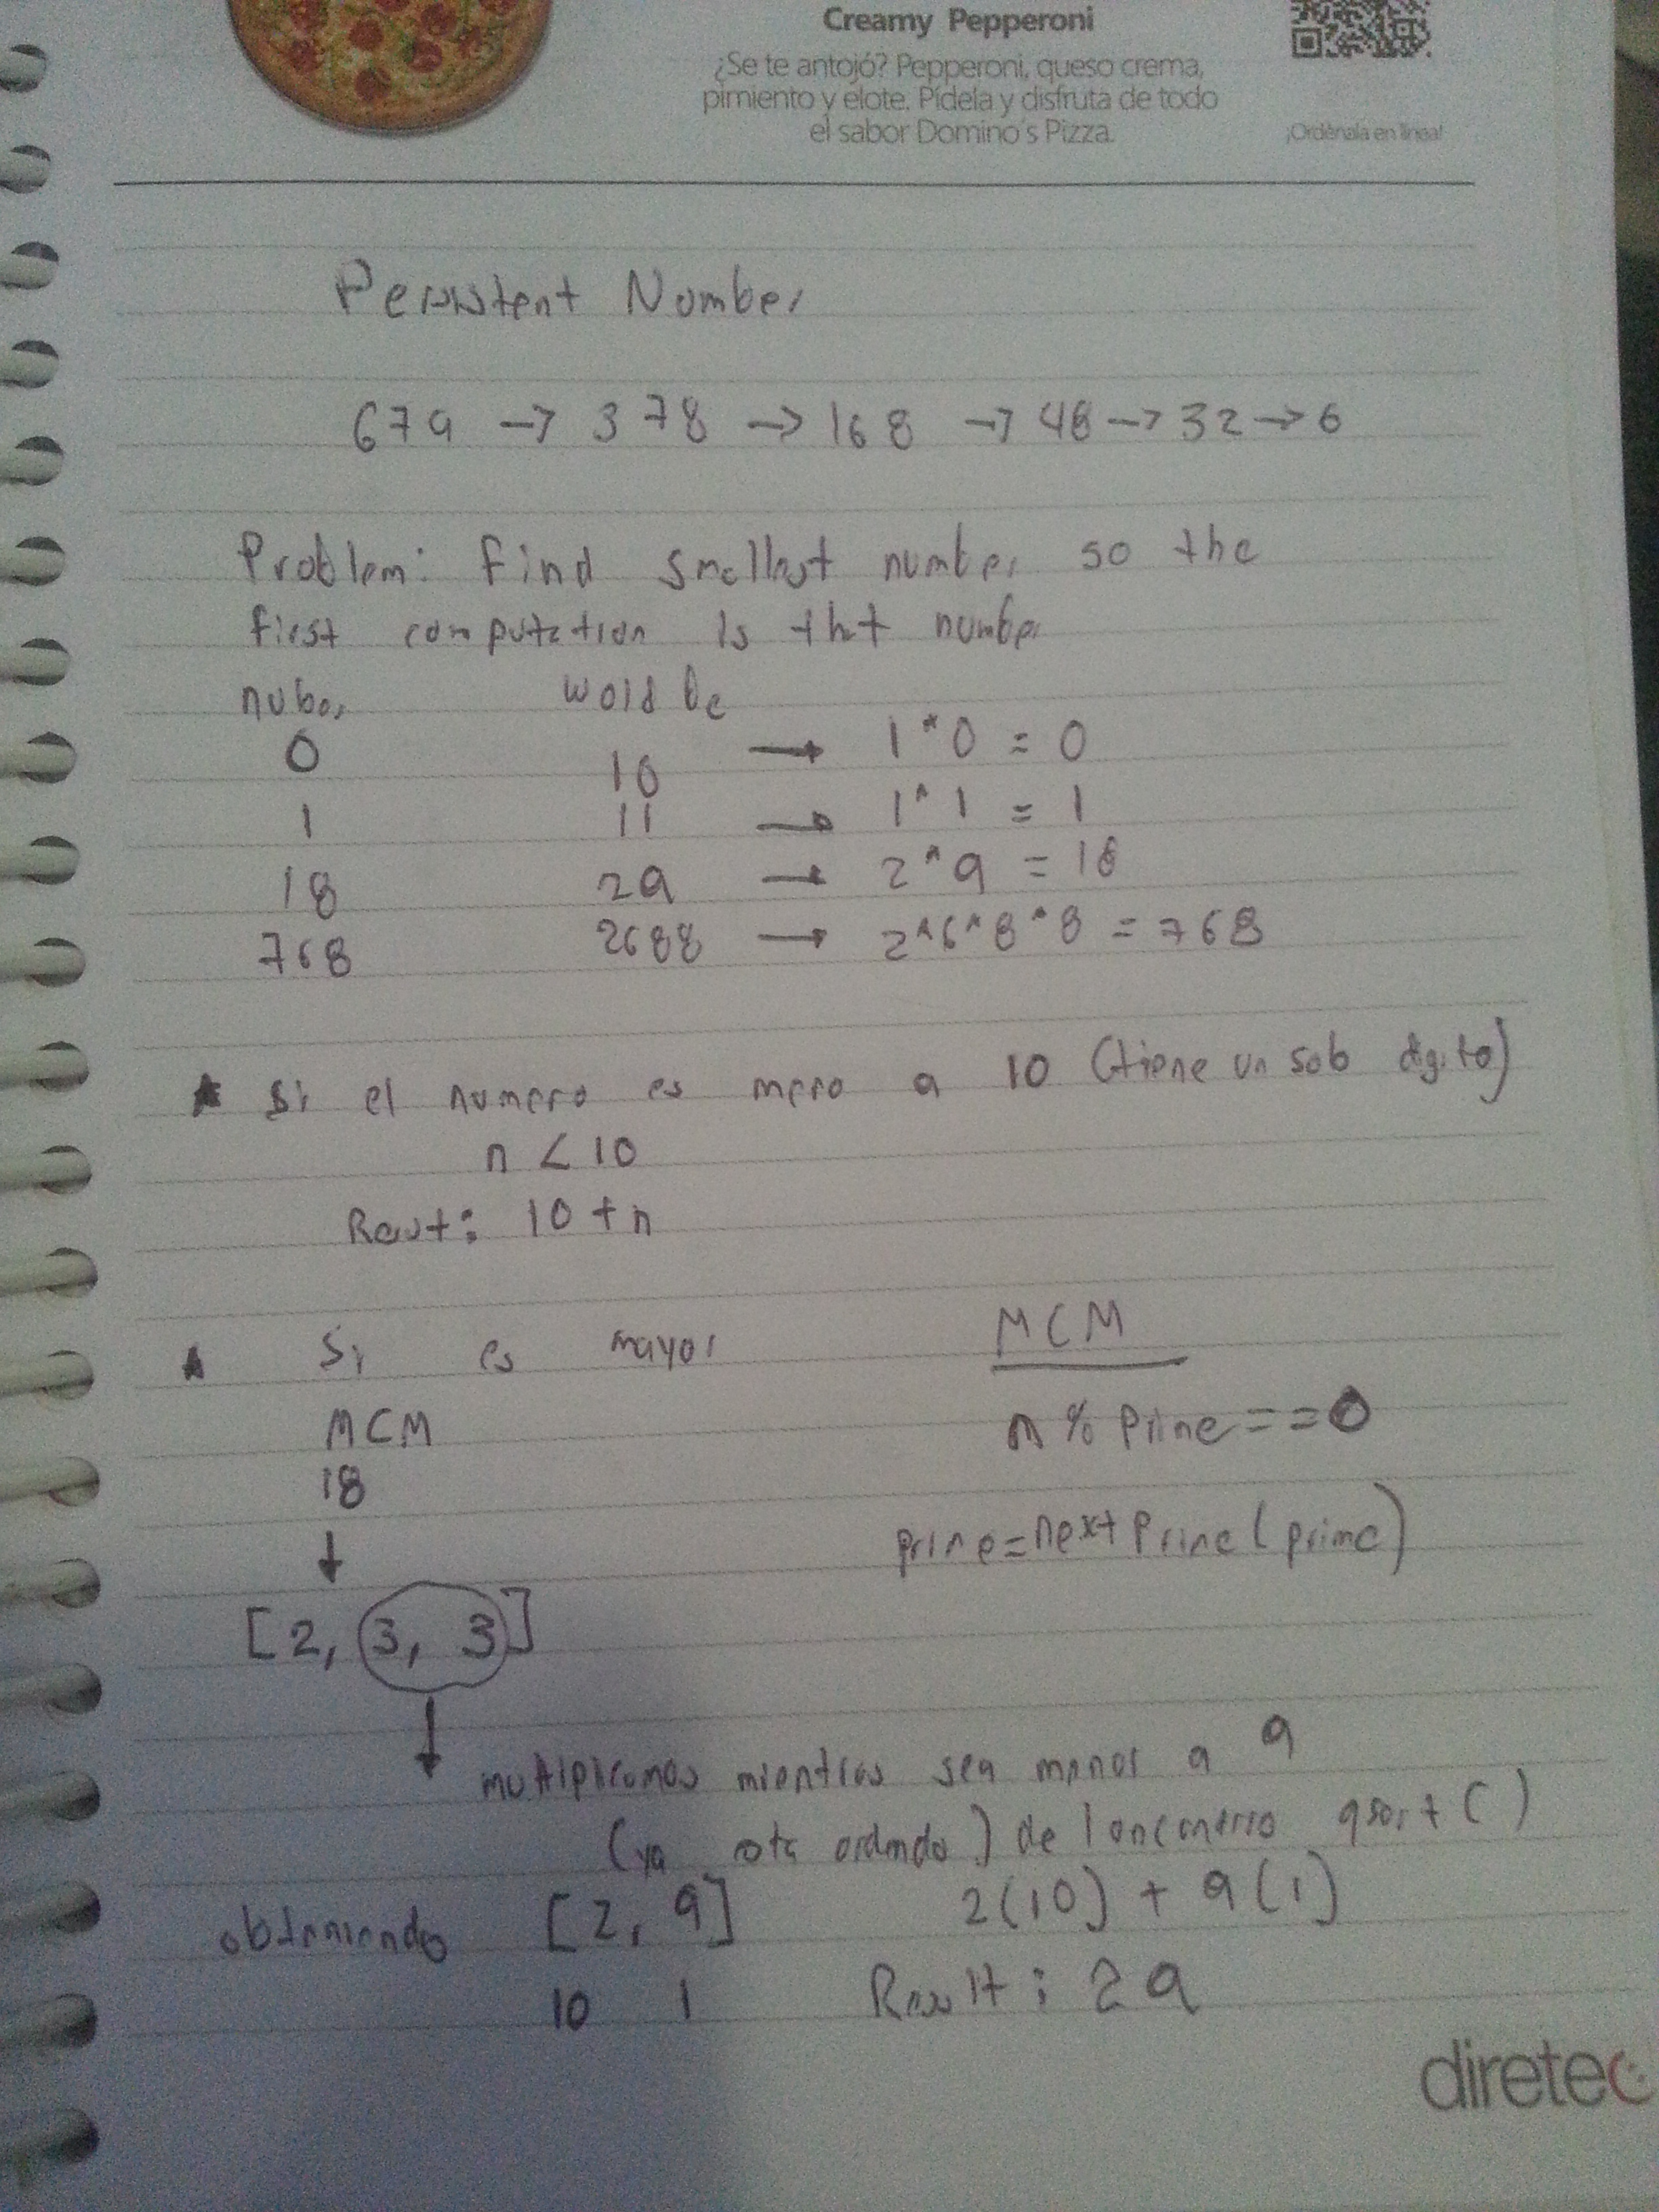 Creamy Pepperoni
¿Se te antojó? Pepperoni, queso crema,
pimiento y elote. Pídela y disfruta de todo
el sabor Domino's Pizza.
¡Ordénala en línea!
Persistent Number
679 → 378 → 168 → 48 → 32 → 6
Problem: find smallest number so the
first computation is that number
nuber wold be
0 10 → 1*0 = 0
1 11 → 1*1 = 1
18 29 → 2*9 = 18
768 2688 → 2*6*8*8 = 768
* Si el numero es a 10 (tiene un solo digito)
n < 10
10 + n
* Si es mayor
MCM
18
↓
[2, 3, 3]
↓
MCM
n % Prime == 0
prime = next Prime (prime)
multiplicamos mientras sea menor a 9
(ya esta) de lo contrario qsort ()
obteniendo [2, 9] 2(10) + 9(1)
10 1 Result: 29
diretec